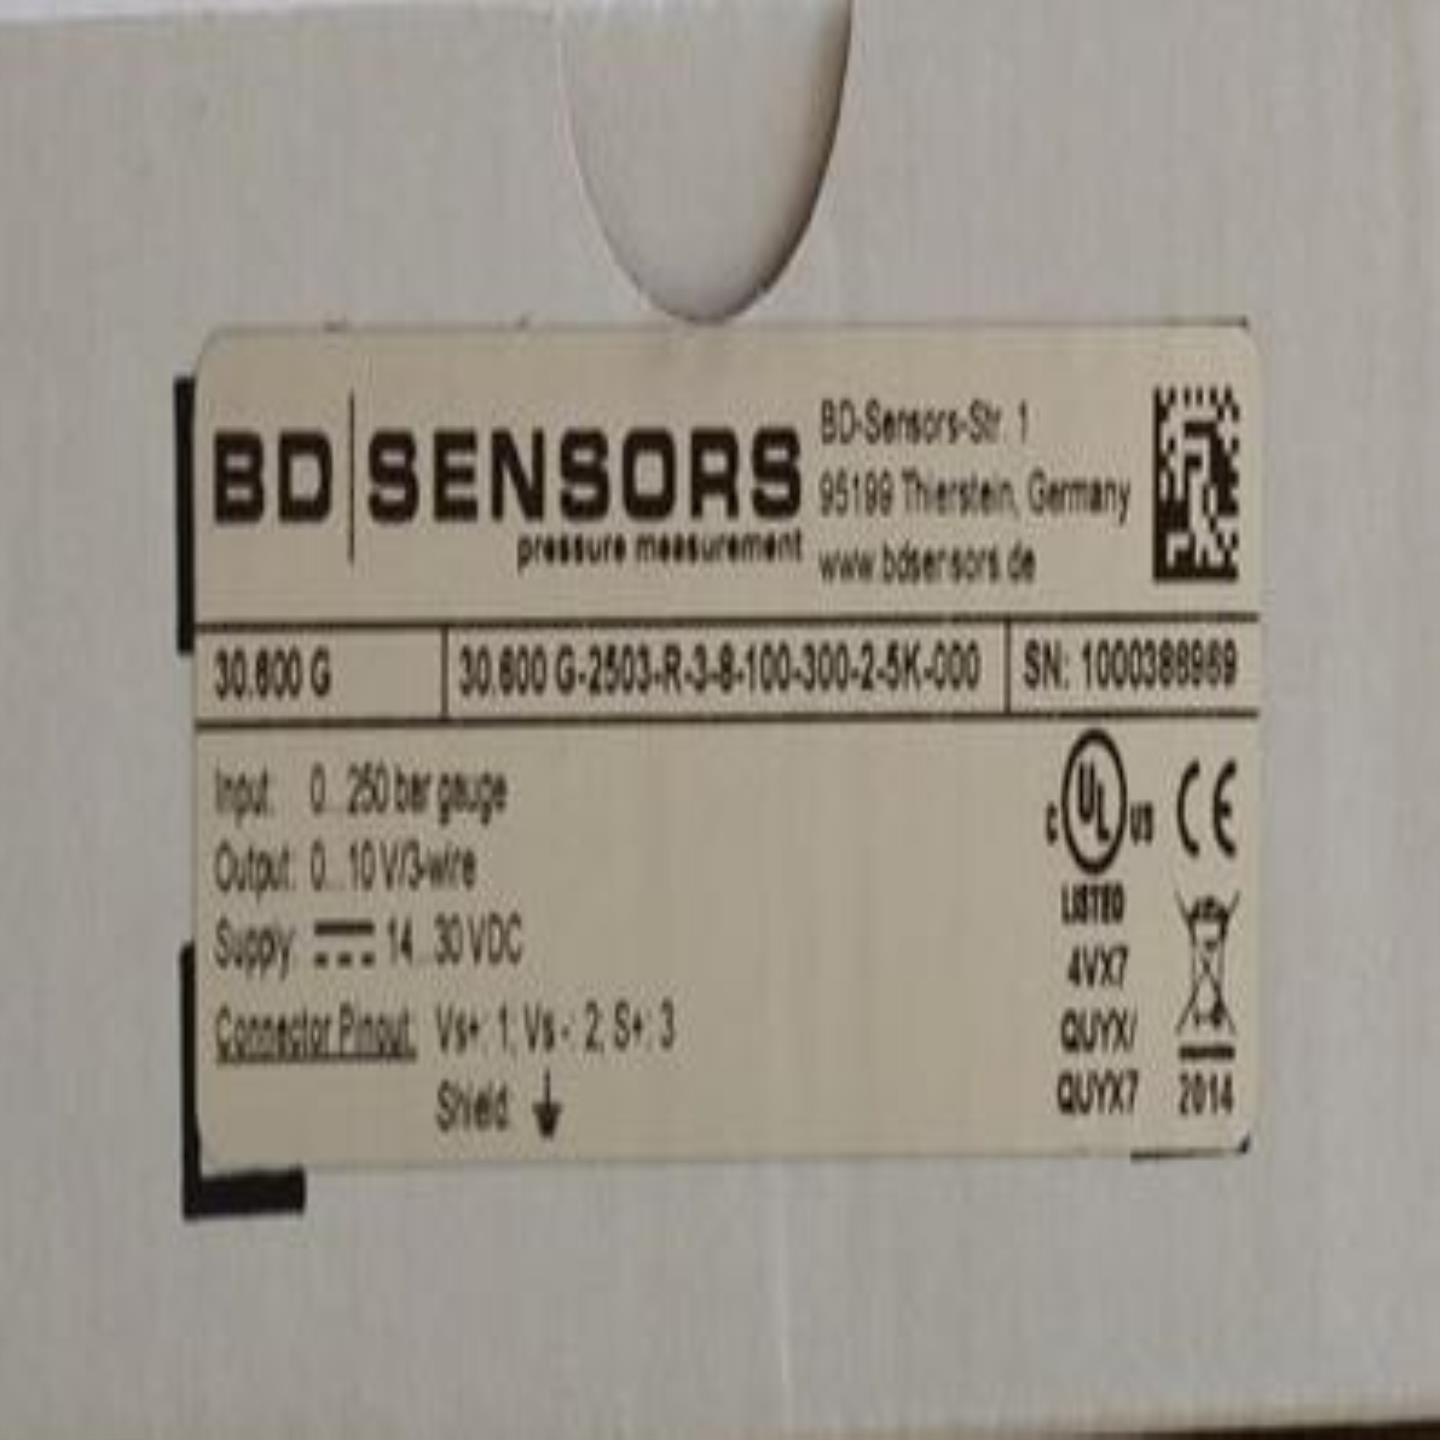 BD SENSORS
pressure measurement
BD-Sensors-Str. 1
95199 Thierstein, Germany
www.bdsensors.de
30.600 G
30.600 G-2503-R-3-8-100-300-2-5K-000
SN: 1000388969
Input: 0...250 bar gauge
Output: 0...10 V/3-wire
Supply: 14...30 VDC
Connector Pinout: Vs+: 1; Vs-: 2; S+: 3
Shield:
C UL US
CE
LISTED
4VX7
QUYX/
QUYX7
2014